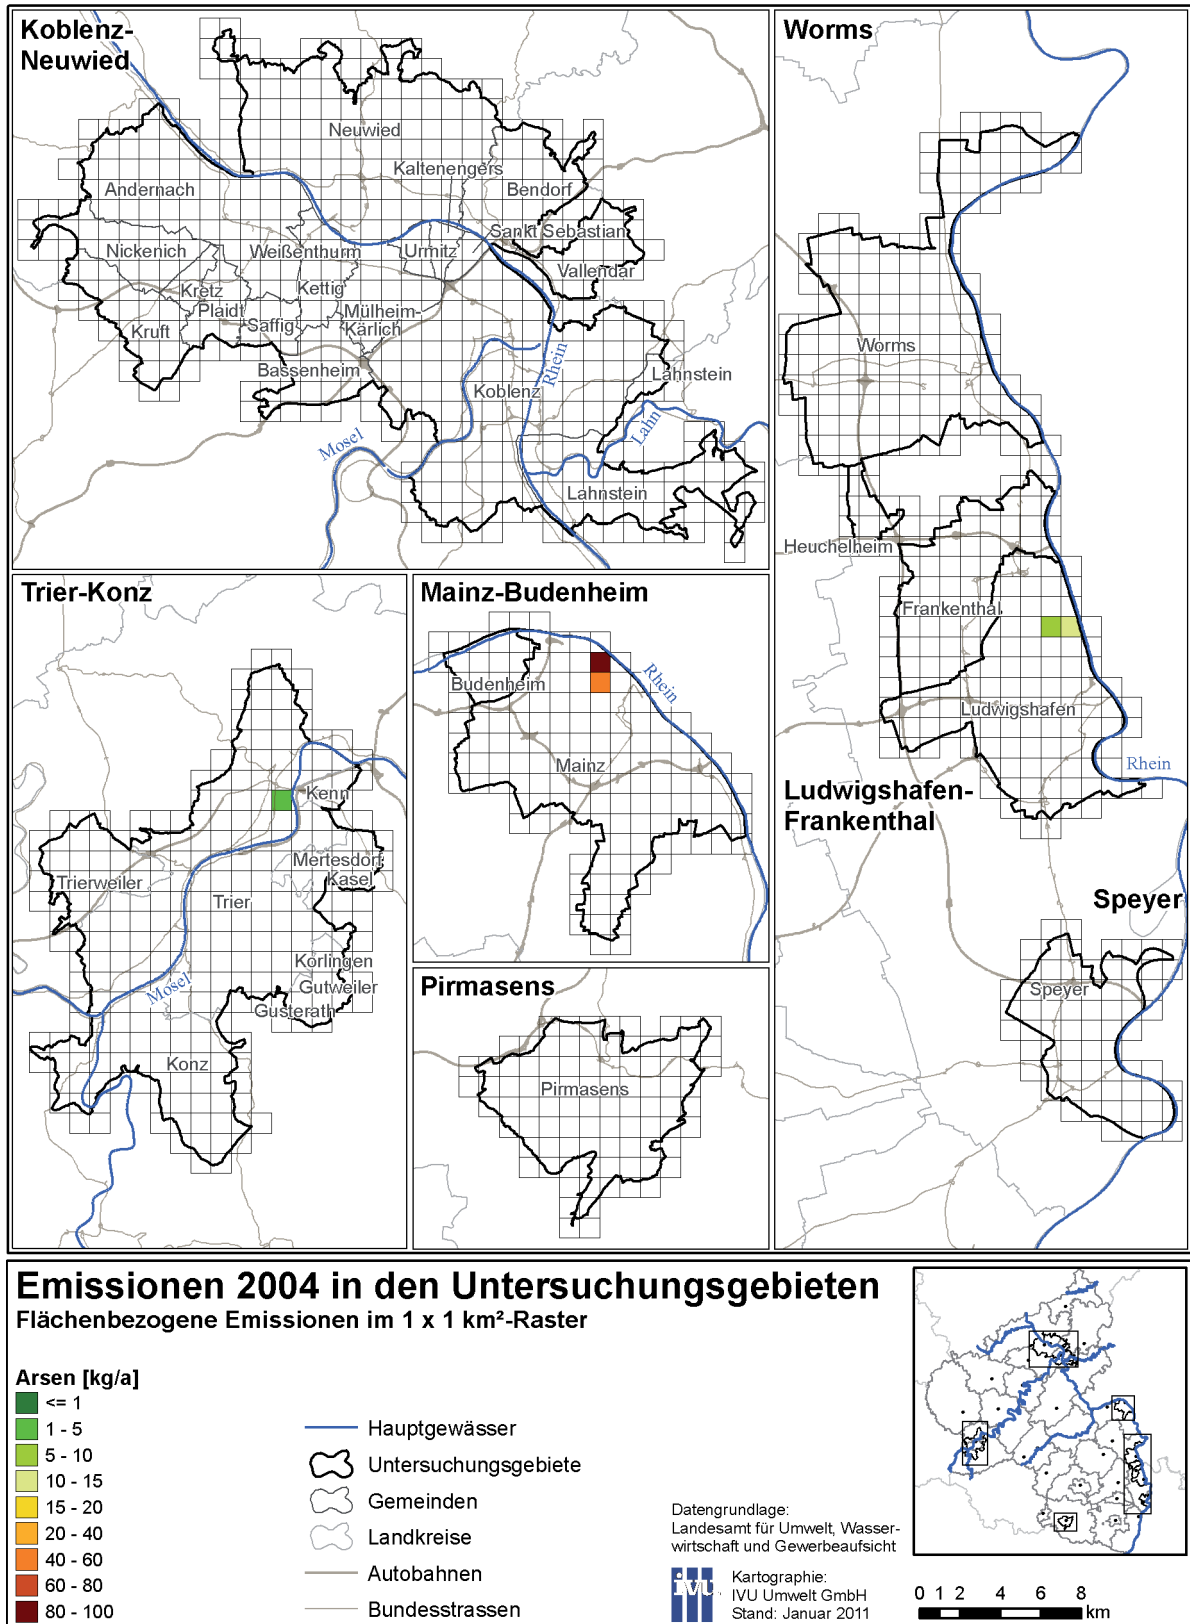 Koblenz-
Neuwied
Neuwied
Kaltenengers
Andernach
Bendorf
Sankt Sebastian
Nickenich
Weißenthurm
Urmitz
Vallendar
Kretz
Kettig
Plaidt
Mülheim-
Kärlich
Kruft
Saffig
Bassenheim
Rhein
Lahnstein
Koblenz
Lahn
Mosel
Lahnstein
Worms
Worms
Heuchelheim
Frankenthal
Ludwigshafen
Rhein
Ludwigshafen-
Frankenthal
Speyer
Speyer
Trier-Konz
Kenn
Mertesdorf
Kasel
Trierweiler
Trier
Korlingen
Gutweiler
Mosel
Gusterath
Konz
Mainz-Budenheim
Budenheim
Rhein
Mainz
Pirmasens
Pirmasens
Emissionen 2004 in den Untersuchungsgebieten
Flächenbezogene Emissionen im 1 x 1 km²-Raster
Arsen [kg/a]
<= 1
1 - 5
5 - 10
10 - 15
15 - 20
20 - 40
40 - 60
60 - 80
80 - 100
Hauptgewässer
Untersuchungsgebiete
Gemeinden
Landkreise
Autobahnen
Bundesstrassen
Datengrundlage:
Landesamt für Umwelt, Wasser-
wirtschaft und Gewerbeaufsicht
ivu
Kartographie:
IVU Umwelt GmbH
Stand: Januar 2011
0 1 2 4 6 8
km